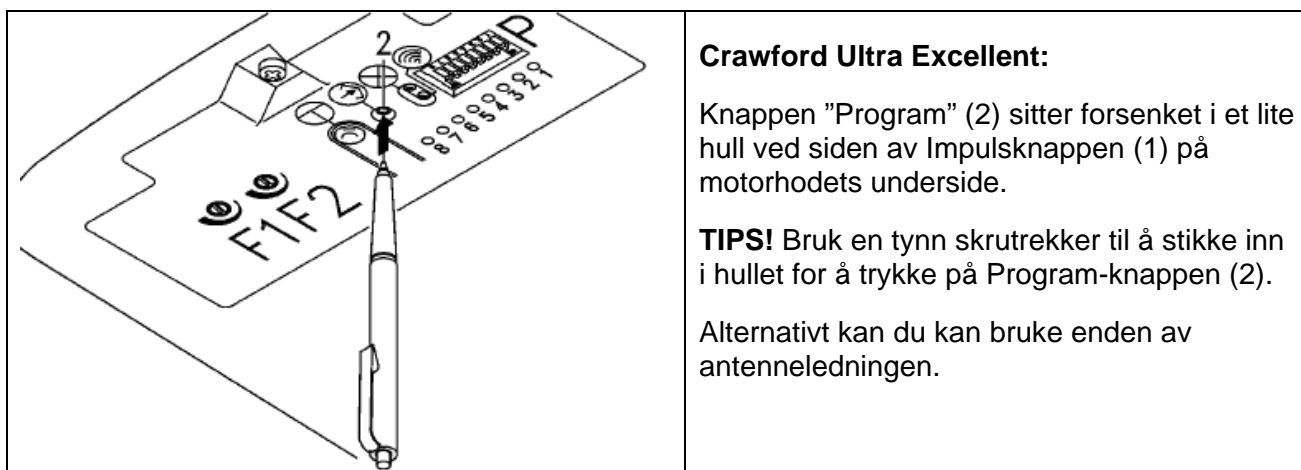 2
P
8 7 6 5 4 3 2 1
F1 F2
Crawford Ultra Excellent:
Knappen ”Program” (2) sitter forsenket i et lite
hull ved siden av Impulsknappen (1) på
motorhodets underside.
TIPS! Bruk en tynn skrutrekker til å stikke inn
i hullet for å trykke på Program-knappen (2).
Alternativt kan du kan bruke enden av
antenneledningen.